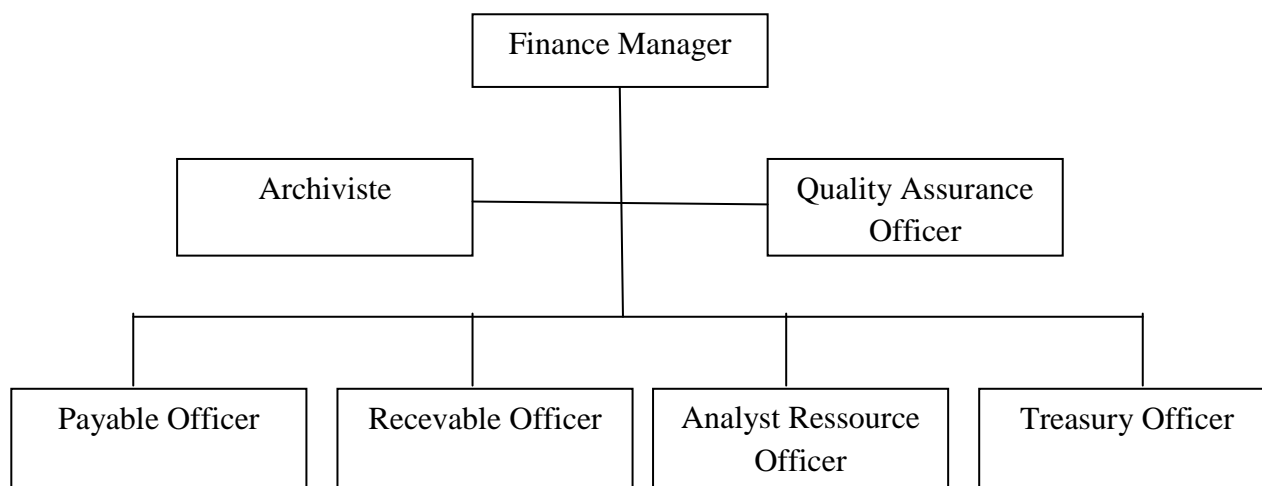 Finance Manager
Archiviste
Quality Assurance
Officer
Payable Officer
Recevable Officer
Analyst Ressource
Officer
Treasury Officer